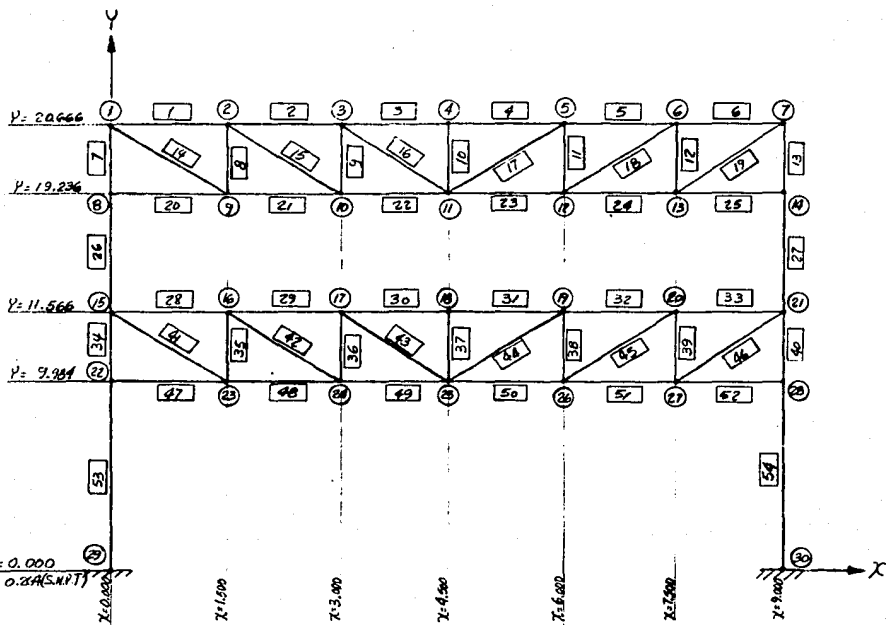 Y
1 2 3 4 5 6 7
1 2 3 4 5 6
Y= 20.666
7 14 8 15 9 16 10 17 11 18 12 19 13
Y= 19.236
8 9 10 11 12 13 14
20 21 22 23 24 25
26 27
15 16 17 18 19 20 21
28 29 30 31 32 33
Y= 11.566
34 41 35 42 36 43 37 44 38 45 39 46 40
Y= 9.984
22 23 24 25 26 27 28
47 48 49 50 51 52
53 54
29 30
= 0.000
X
X=0.000 X=1.500 X=3.000 X=4.500 X=6.000 X=7.500 X=9.000